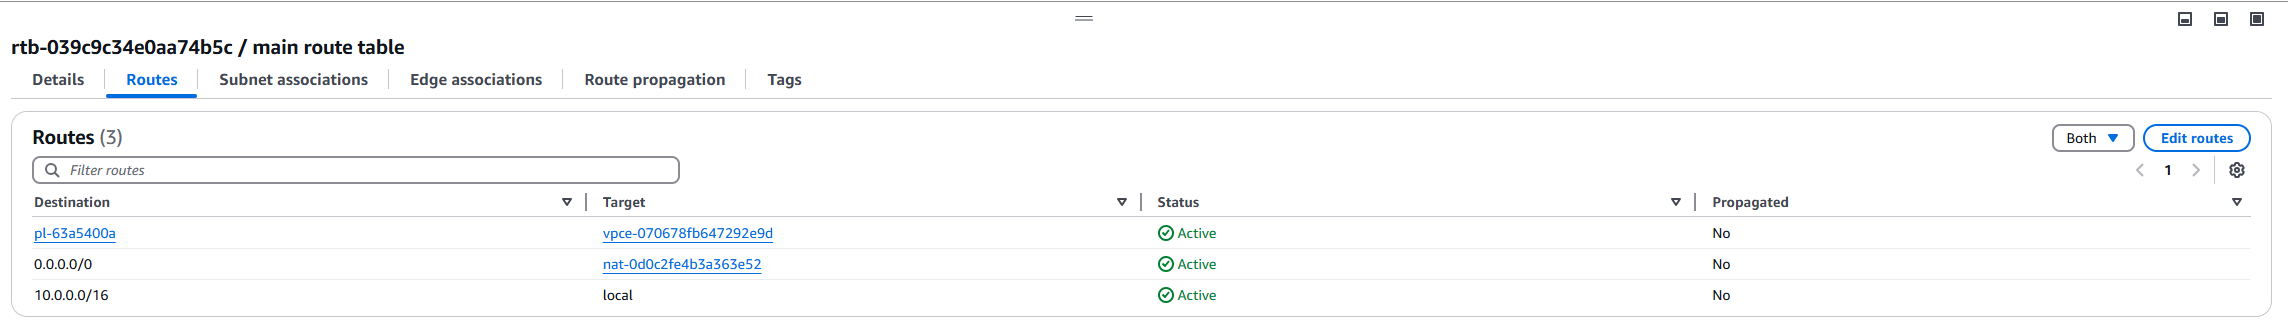 rtb-039c9c34e0aa74b5c / main route table
Details Routes Subnet associations Edge associations Route propagation Tags
Routes (3) Both Edit routes
Filter routes 1
Destination Target Status Propagated
pl-63a5400a vpce-070678fb647292e9d Active No
0.0.0.0/0 nat-0d0c2fe4b3a363e52 Active No
10.0.0.0/16 local Active No